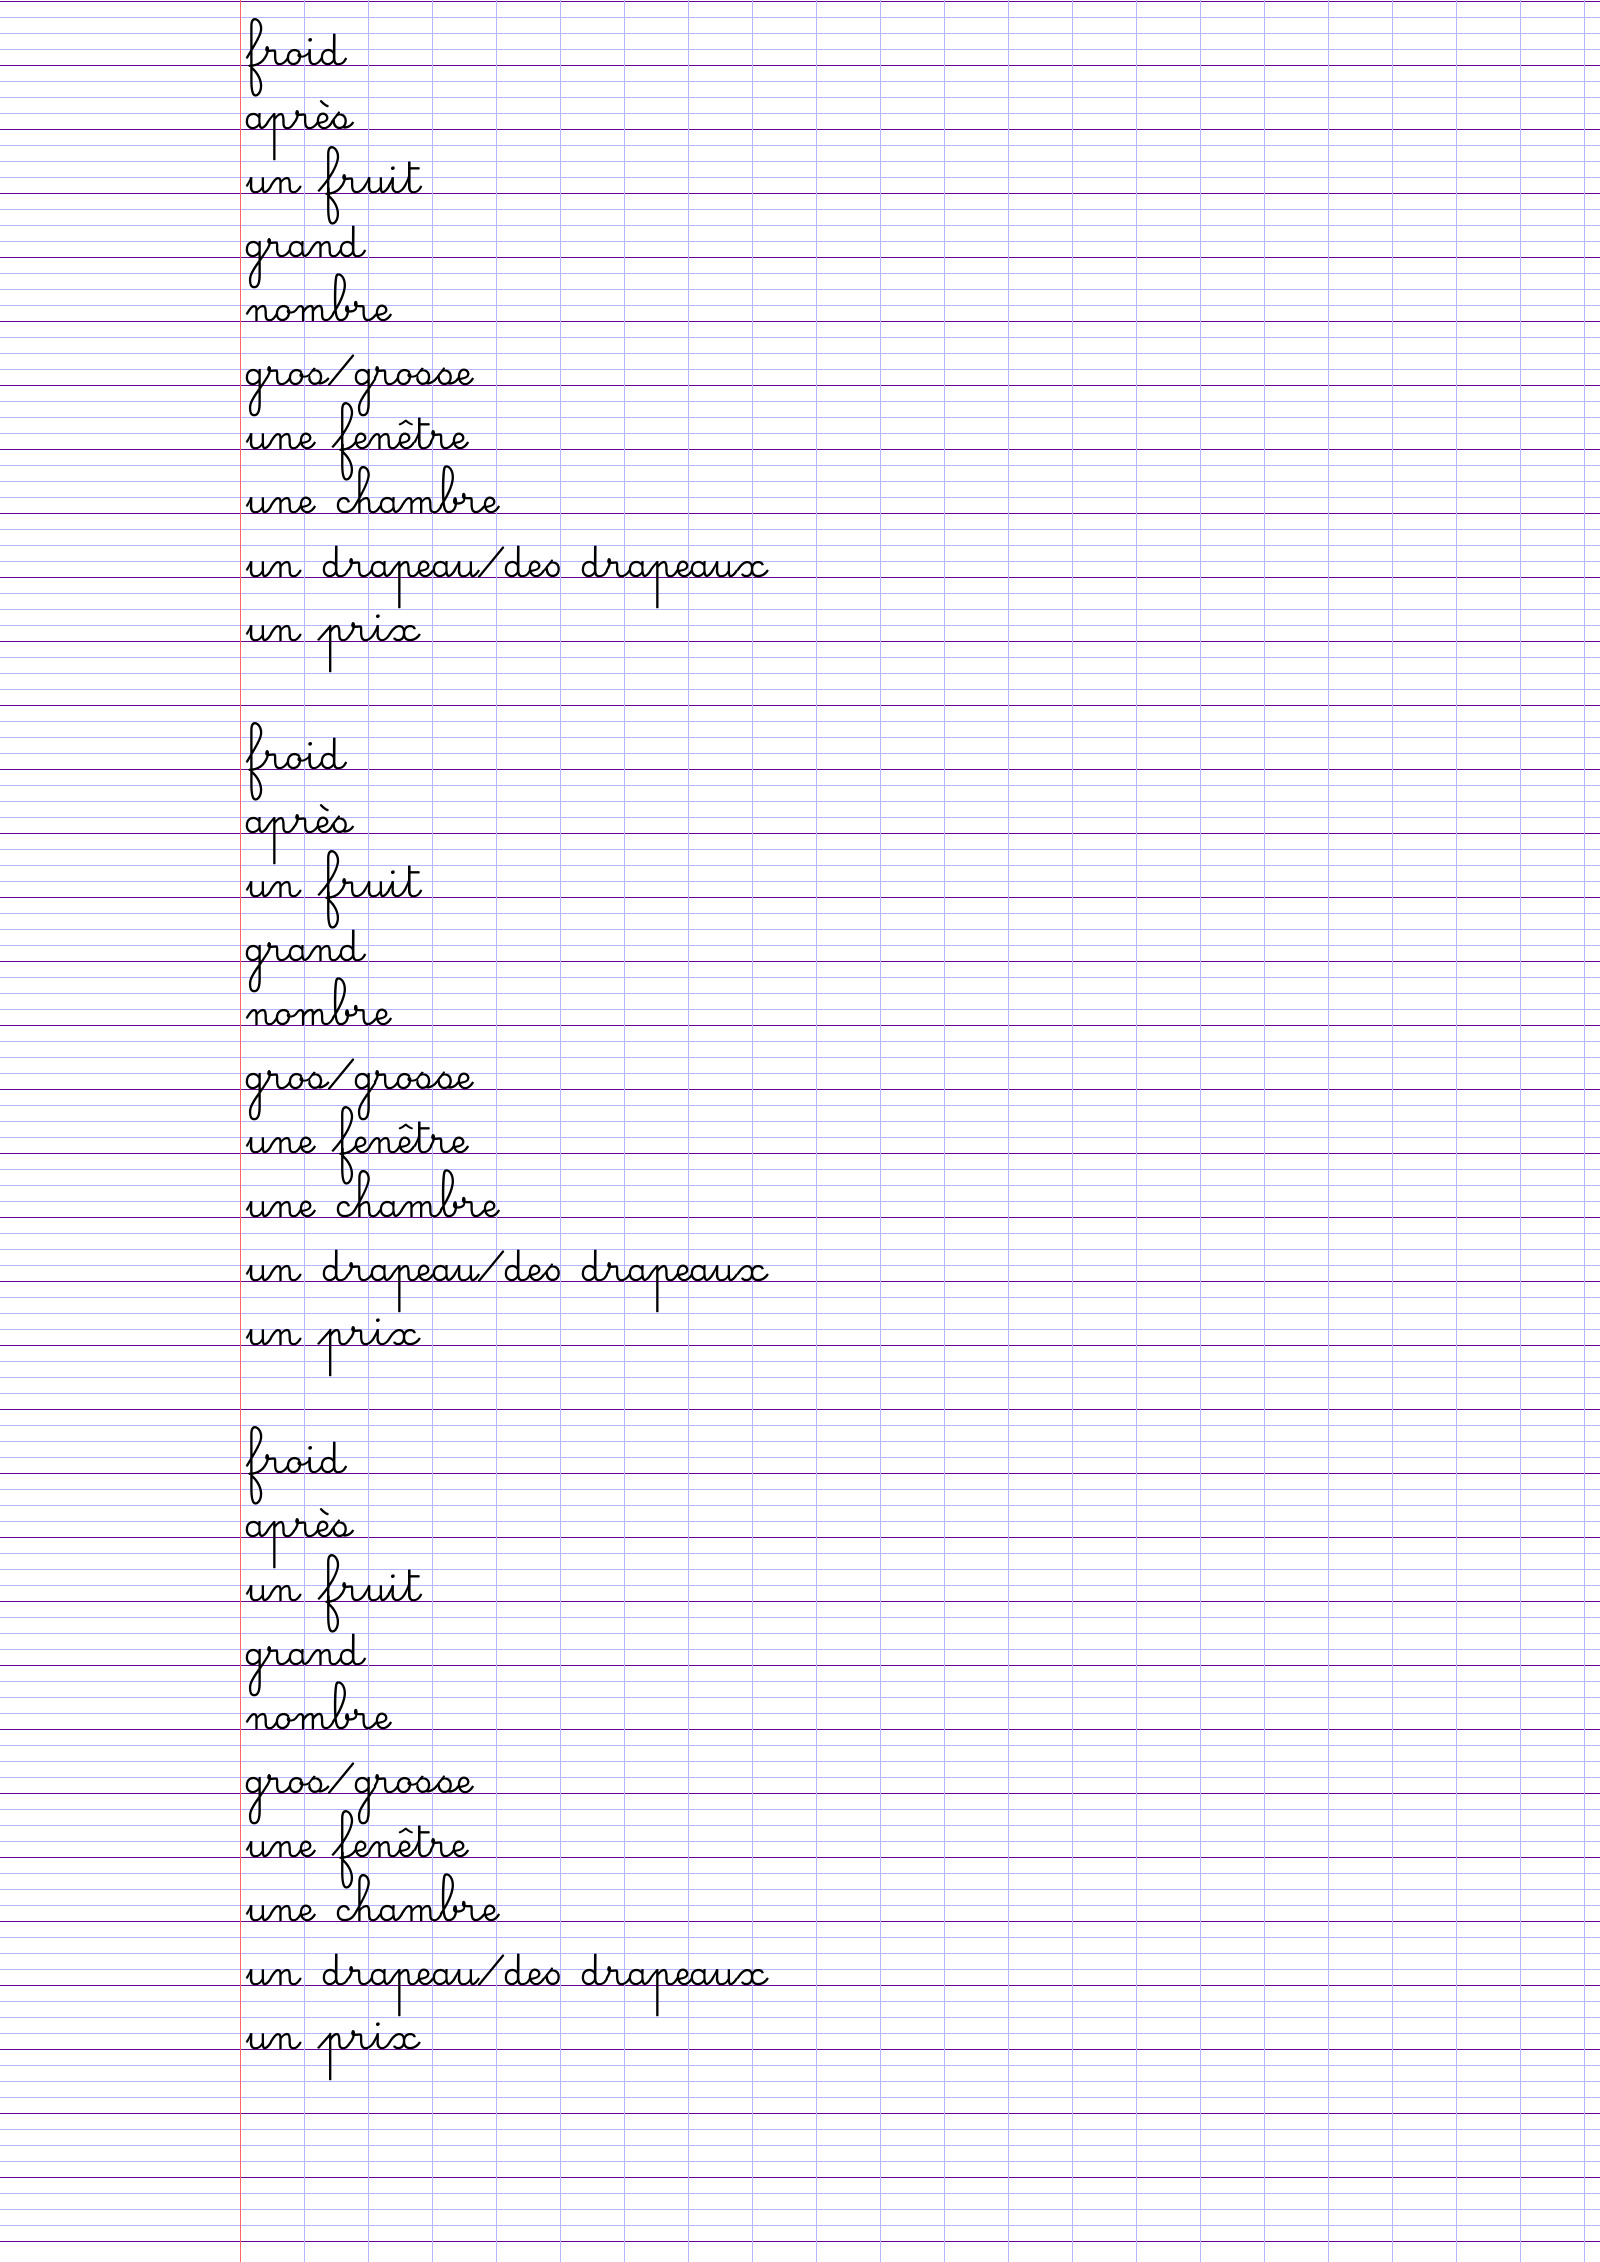 froid
après
un fruit
grand
nombre
gros/grosse
une fenêtre
une chambre
un drapeau/des drapeaux
un prix
froid
après
un fruit
grand
nombre
gros/grosse
une fenêtre
une chambre
un drapeau/des drapeaux
un prix
froid
après
un fruit
grand
nombre
gros/grosse
une fenêtre
une chambre
un drapeau/des drapeaux
un prix